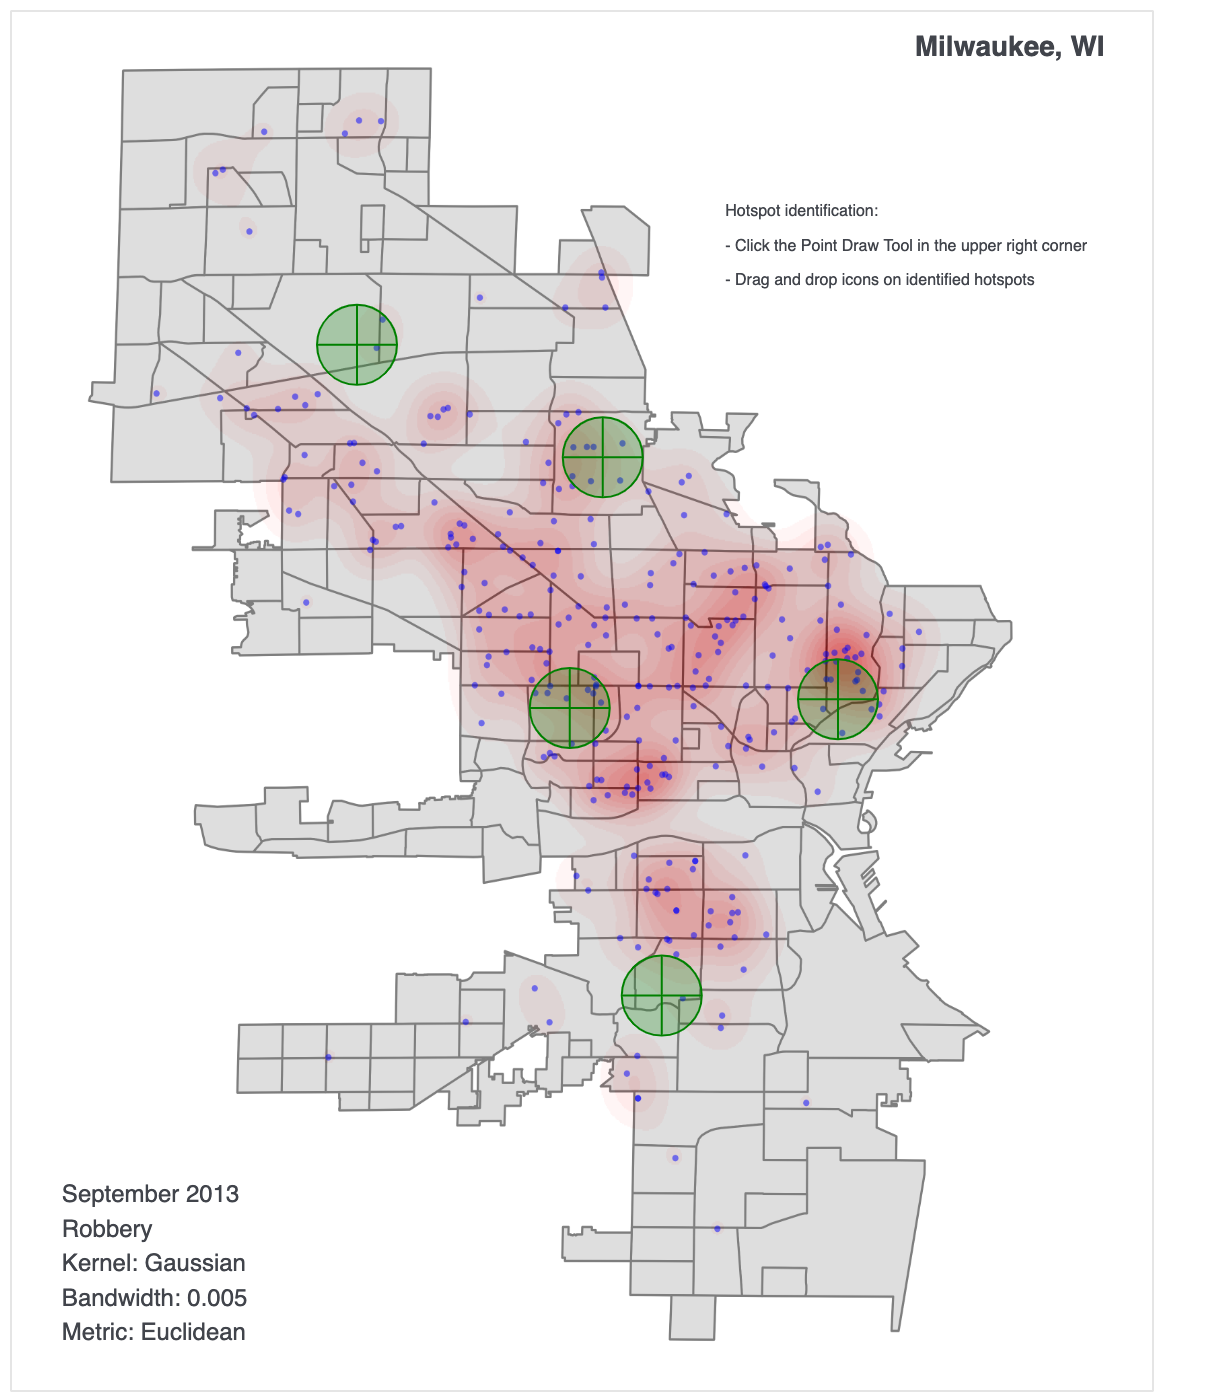 Milwaukee, WI
Hotspot identification:
- Click the Point Draw Tool in the upper right corner
- Drag and drop icons on identified hotspots
September 2013
Robbery
Kernel: Gaussian
Bandwidth: 0.005
Metric: Euclidean